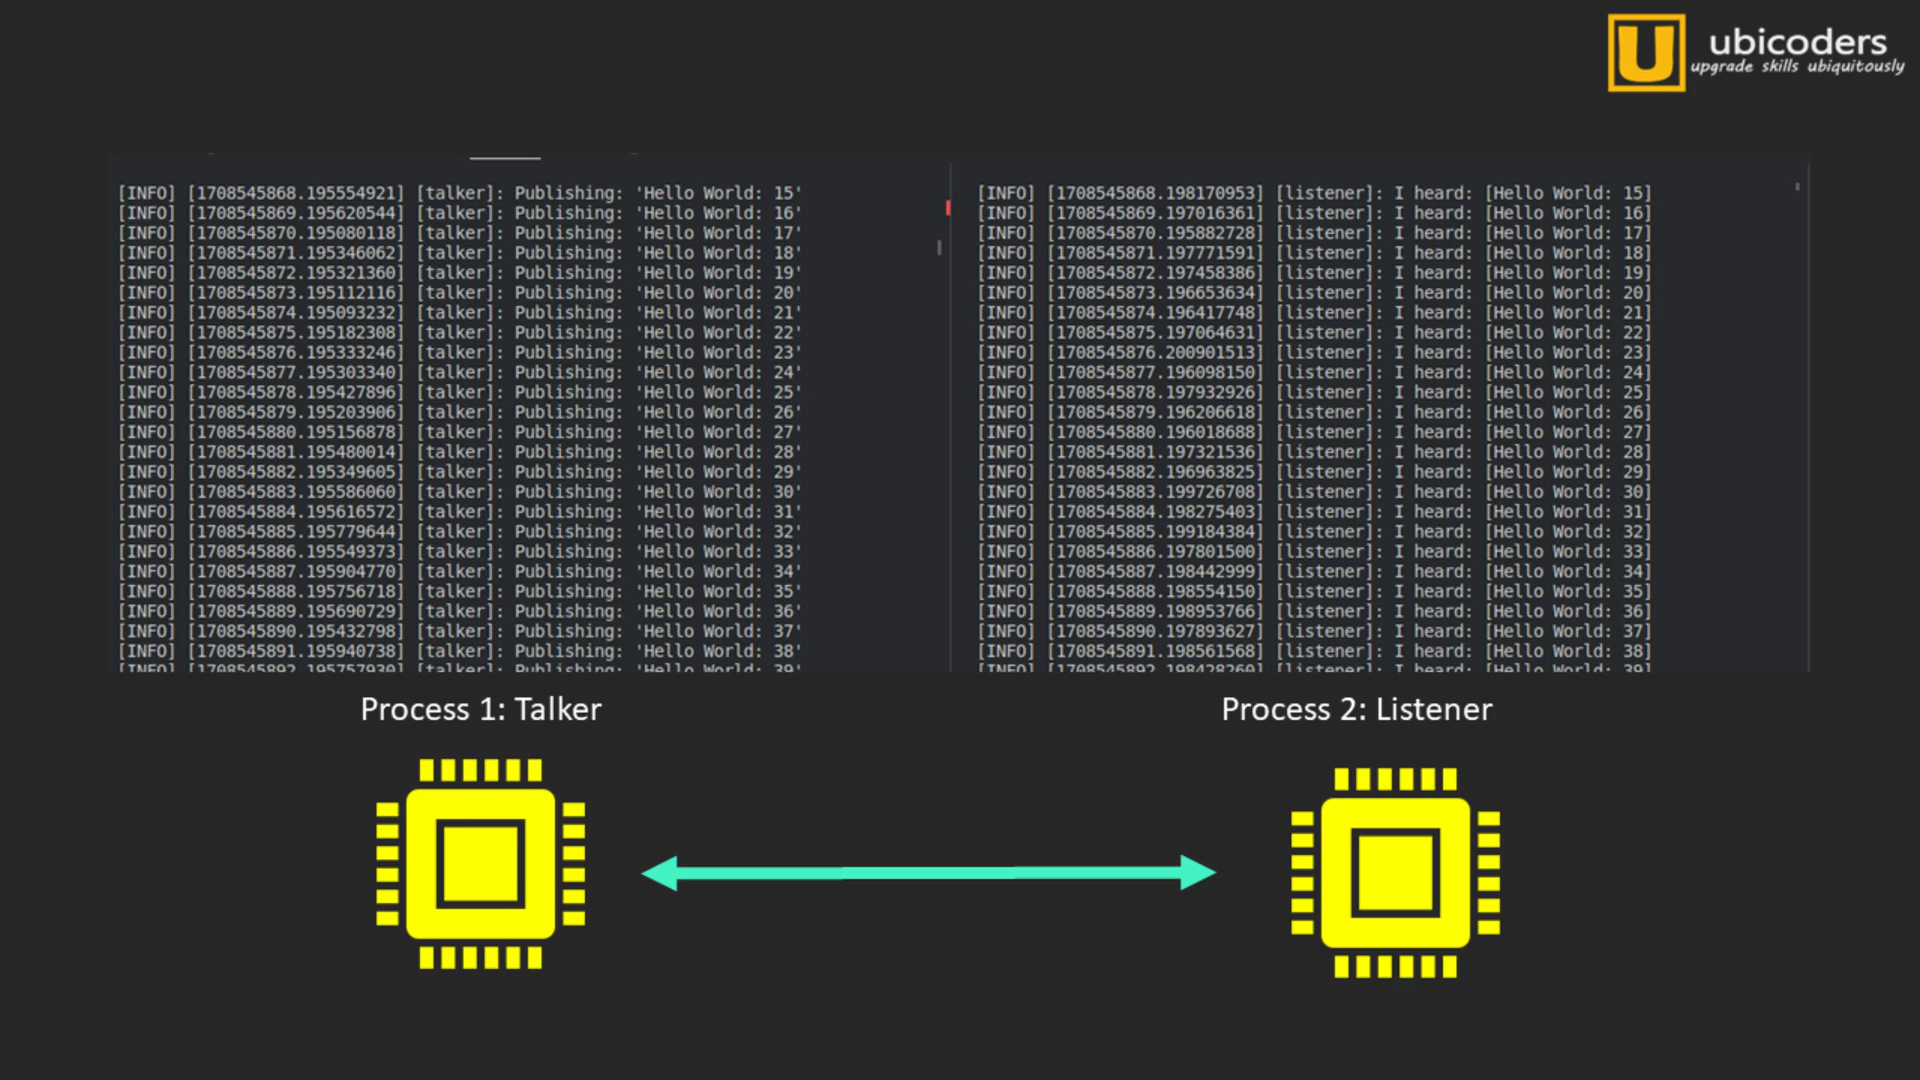 ubicoders
upgrade skills ubiquitously
[INFO] [1708545868.195554921] [talker]: Publishing: 'Hello World: 15'
[INFO] [1708545869.195620544] [talker]: Publishing: 'Hello World: 16'
[INFO] [1708545870.195080118] [talker]: Publishing: 'Hello World: 17'
[INFO] [1708545871.195346062] [talker]: Publishing: 'Hello World: 18'
[INFO] [1708545872.195321360] [talker]: Publishing: 'Hello World: 19'
[INFO] [1708545873.195112116] [talker]: Publishing: 'Hello World: 20'
[INFO] [1708545874.195093232] [talker]: Publishing: 'Hello World: 21'
[INFO] [1708545875.195182308] [talker]: Publishing: 'Hello World: 22'
[INFO] [1708545876.195333246] [talker]: Publishing: 'Hello World: 23'
[INFO] [1708545877.195303340] [talker]: Publishing: 'Hello World: 24'
[INFO] [1708545878.195427896] [talker]: Publishing: 'Hello World: 25'
[INFO] [1708545879.195203906] [talker]: Publishing: 'Hello World: 26'
[INFO] [1708545880.195156878] [talker]: Publishing: 'Hello World: 27'
[INFO] [1708545881.195480014] [talker]: Publishing: 'Hello World: 28'
[INFO] [1708545882.195349605] [talker]: Publishing: 'Hello World: 29'
[INFO] [1708545883.195586060] [talker]: Publishing: 'Hello World: 30'
[INFO] [1708545884.195616572] [talker]: Publishing: 'Hello World: 31'
[INFO] [1708545885.195779644] [talker]: Publishing: 'Hello World: 32'
[INFO] [1708545886.195549373] [talker]: Publishing: 'Hello World: 33'
[INFO] [1708545887.195904770] [talker]: Publishing: 'Hello World: 34'
[INFO] [1708545888.195756718] [talker]: Publishing: 'Hello World: 35'
[INFO] [1708545889.195690729] [talker]: Publishing: 'Hello World: 36'
[INFO] [1708545890.195432798] [talker]: Publishing: 'Hello World: 37'
[INFO] [1708545891.195940738] [talker]: Publishing: 'Hello World: 38'
[INFO] [1708545892.195757930] [talker]: Publishing: 'Hello World: 39'
[INFO] [1708545868.198170953] [listener]: I heard: [Hello World: 15]
[INFO] [1708545869.197016361] [listener]: I heard: [Hello World: 16]
[INFO] [1708545870.195882728] [listener]: I heard: [Hello World: 17]
[INFO] [1708545871.197771591] [listener]: I heard: [Hello World: 18]
[INFO] [1708545872.197458386] [listener]: I heard: [Hello World: 19]
[INFO] [1708545873.196653634] [listener]: I heard: [Hello World: 20]
[INFO] [1708545874.196417748] [listener]: I heard: [Hello World: 21]
[INFO] [1708545875.197064631] [listener]: I heard: [Hello World: 22]
[INFO] [1708545876.200901513] [listener]: I heard: [Hello World: 23]
[INFO] [1708545877.196098150] [listener]: I heard: [Hello World: 24]
[INFO] [1708545878.197932926] [listener]: I heard: [Hello World: 25]
[INFO] [1708545879.196206618] [listener]: I heard: [Hello World: 26]
[INFO] [1708545880.196018688] [listener]: I heard: [Hello World: 27]
[INFO] [1708545881.197321536] [listener]: I heard: [Hello World: 28]
[INFO] [1708545882.196963825] [listener]: I heard: [Hello World: 29]
[INFO] [1708545883.199726708] [listener]: I heard: [Hello World: 30]
[INFO] [1708545884.198275403] [listener]: I heard: [Hello World: 31]
[INFO] [1708545885.199184384] [listener]: I heard: [Hello World: 32]
[INFO] [1708545886.197801500] [listener]: I heard: [Hello World: 33]
[INFO] [1708545887.198442999] [listener]: I heard: [Hello World: 34]
[INFO] [1708545888.198554150] [listener]: I heard: [Hello World: 35]
[INFO] [1708545889.198953766] [listener]: I heard: [Hello World: 36]
[INFO] [1708545890.197893627] [listener]: I heard: [Hello World: 37]
[INFO] [1708545891.198561568] [listener]: I heard: [Hello World: 38]
[INFO] [1708545892.198428260] [listener]: I heard: [Hello World: 39]
Process 1: Talker
Process 2: Listener